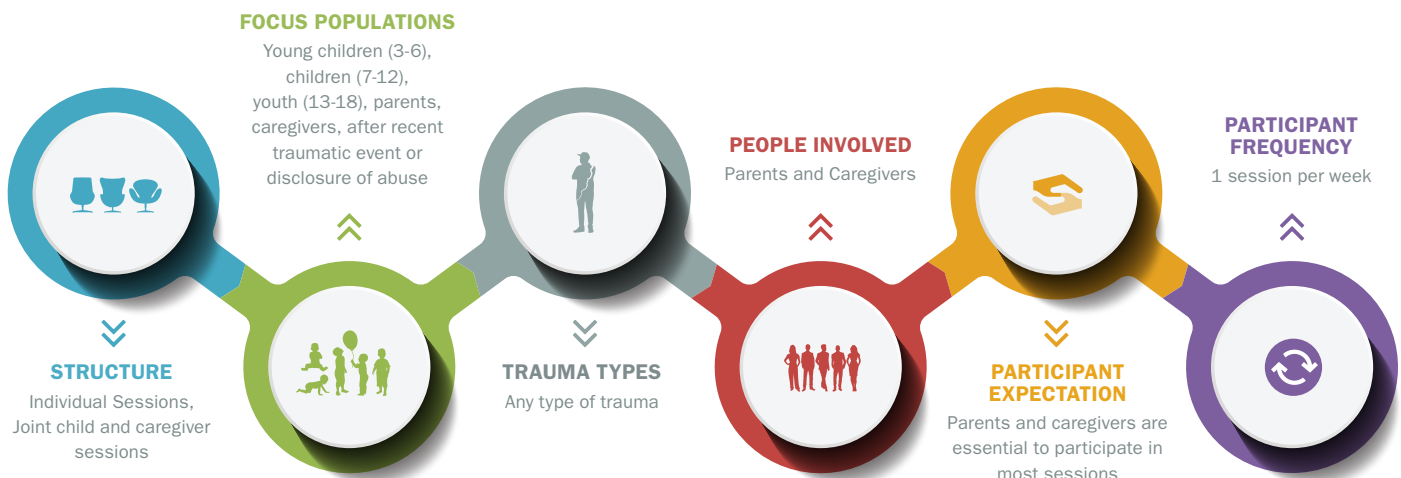 STRUCTURE
Individual Sessions,
Joint child and caregiver
sessions
FOCUS POPULATIONS
Young children (3-6),
children (7-12),
youth (13-18), parents,
caregivers, after recent
traumatic event or
disclosure of abuse
TRAUMA TYPES
Any type of trauma
PEOPLE INVOLVED
Parents and Caregivers
PARTICIPANT
EXPECTATION
Parents and caregivers are
essential to participate in
most sessions
PARTICIPANT
FREQUENCY
1 session per week